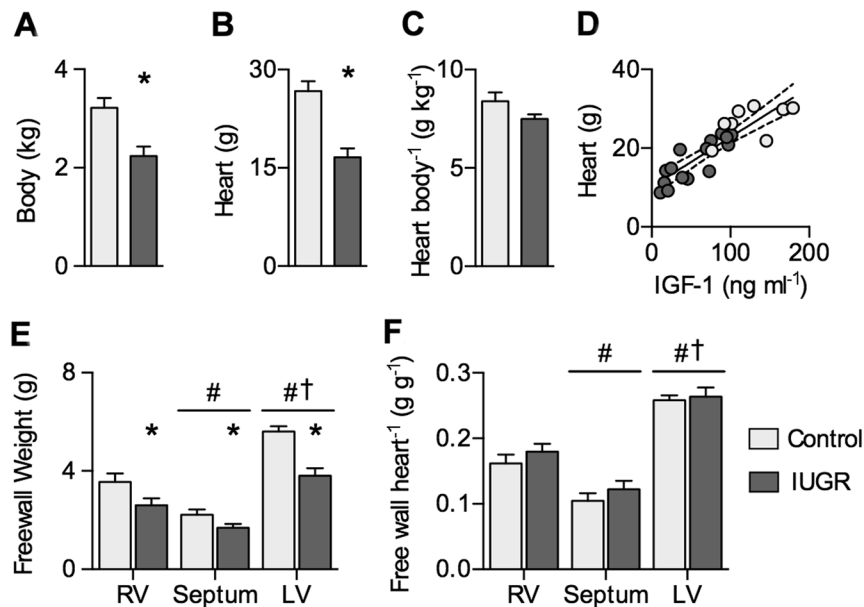 A
Body (kg)
4
2
0
*
B
Heart (g)
30
15
0
*
C
Heart body⁻¹ (g kg⁻¹)
10
5
0
D
Heart (g)
40
20
0
0 100 200
IGF-1 (ng ml⁻¹)
E
Freewall Weight (g)
8
4
0
*
#
*
#†
*
RV Septum LV
F
Free wall heart⁻¹ (g g⁻¹)
0.3
0.2
0.1
0.0
#
#†
RV Septum LV
Control
IUGR